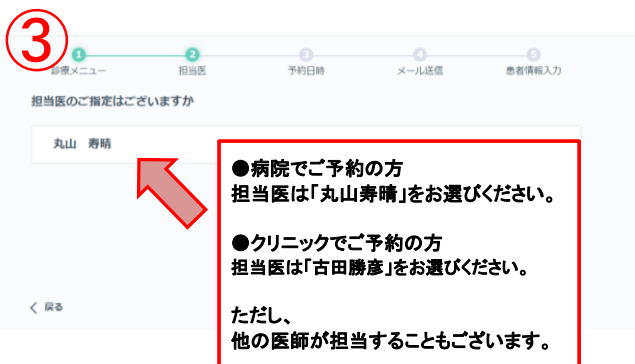 ③
1 2 3 4 5
診療メニュー 担当医 予約日時 メール送信 患者情報入力
担当医のご指定はございますか
丸山 寿晴
●病院でご予約の方
担当医は「丸山寿晴」をお選びください。
●クリニックでご予約の方
担当医は「古田勝彦」をお選びください。
ただし、
他の医師が担当することもございます。
< 戻る